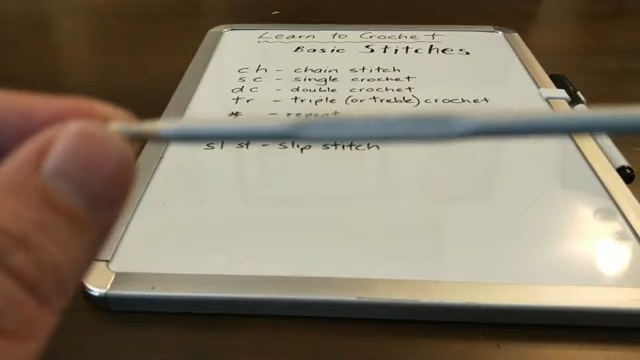 Learn to Crochet
Basic Stitches
ch - chain stitch
sc - single crochet
dc - double crochet
tr - triple (or treble) crochet
* - repeat
sl st - slip stitch